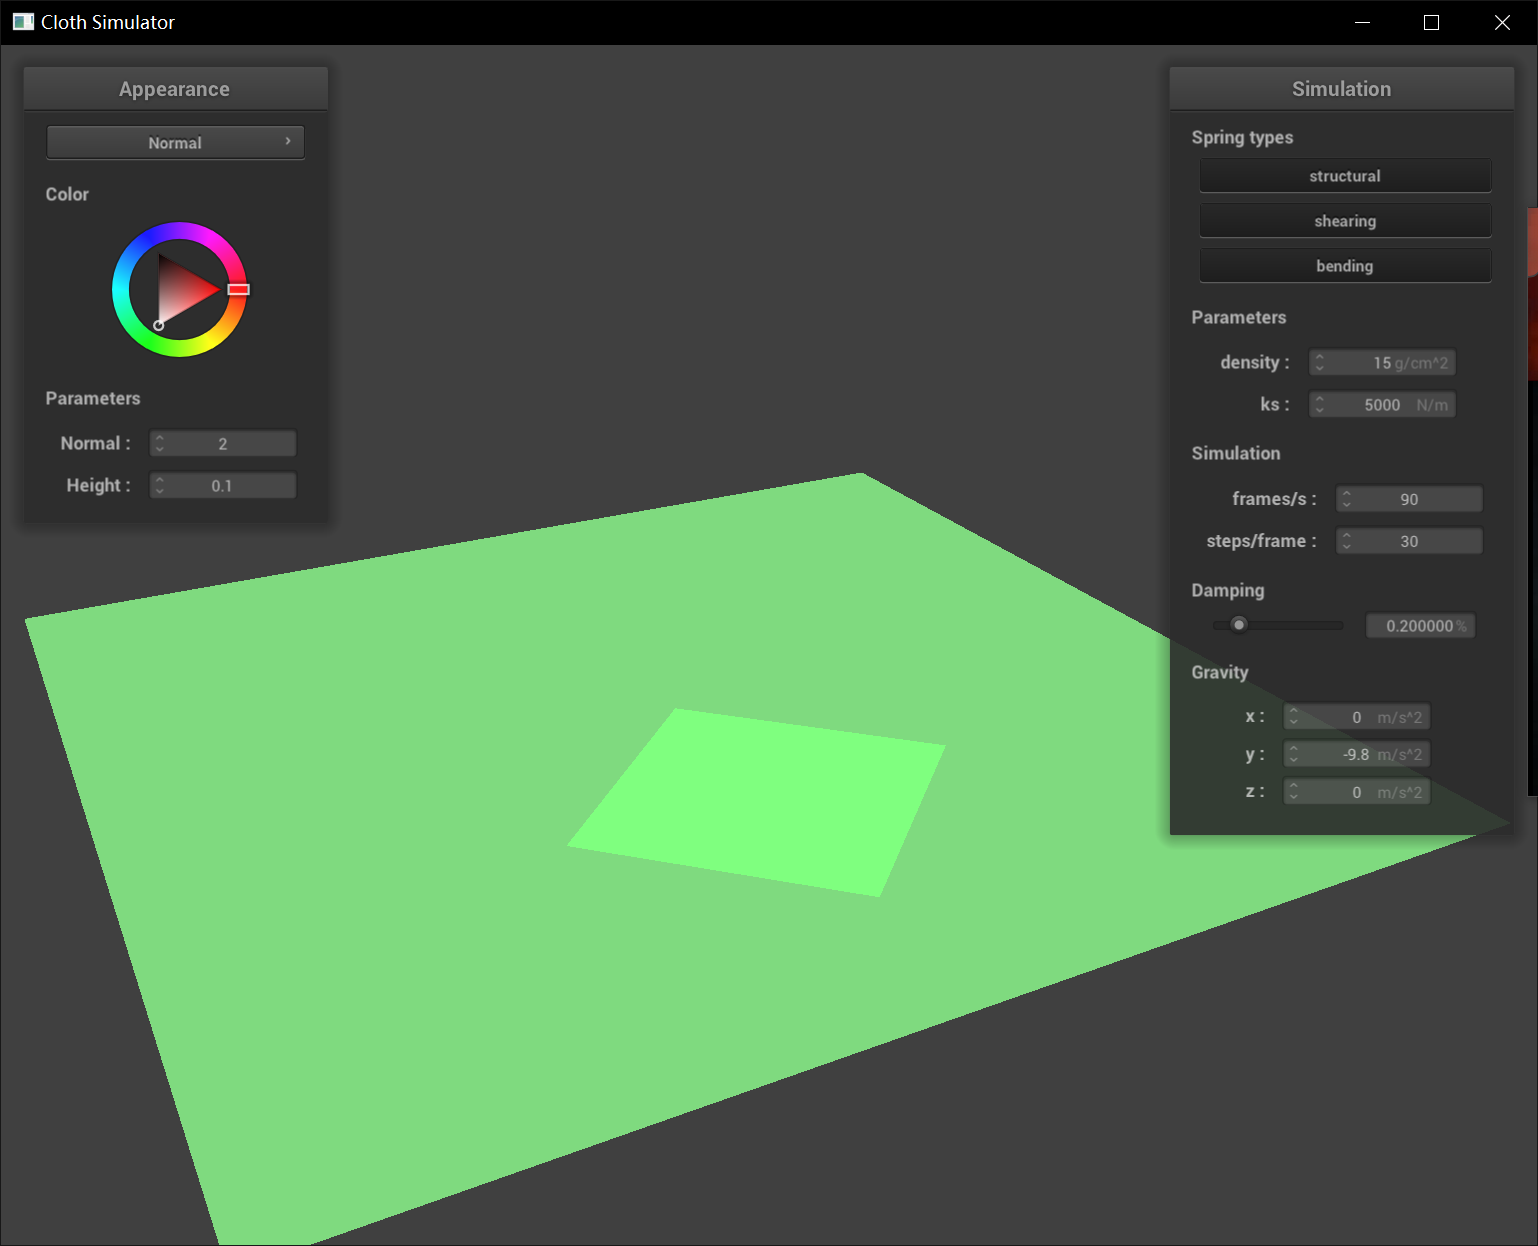 Cloth Simulator
Appearance
Normal
Color
Parameters
Normal : 2
Height : 0.1
Simulation
Spring types
structural
shearing
bending
Parameters
density : 15 g/cm^2
ks : 5000 N/m
Simulation
frames/s : 90
steps/frame : 30
Damping
0.200000 %
Gravity
x : 0 m/s^2
y : -9.8 m/s^2
z : 0 m/s^2